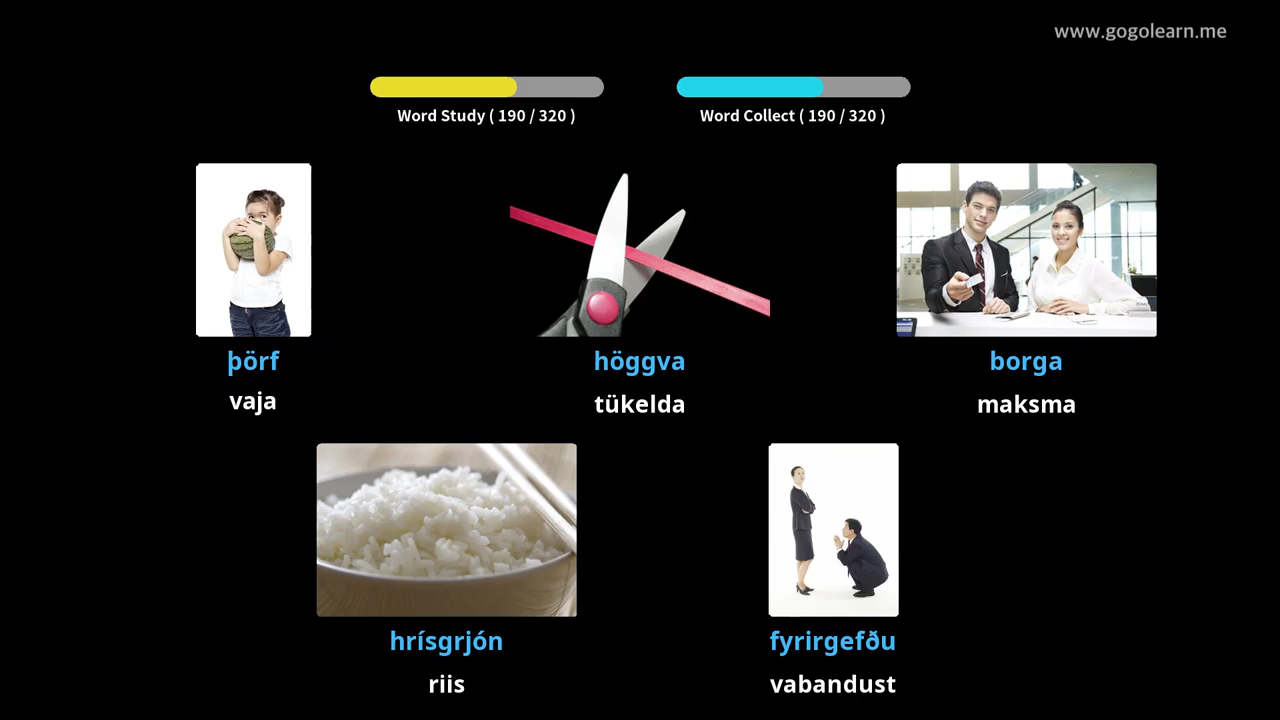 www.gogolearn.me
Word Study ( 190 / 320 )
Word Collect ( 190 / 320 )
þörf
vaja
höggva
tükelda
borga
maksma
hrísgrjón
riis
fyrirgefðu
vabandust